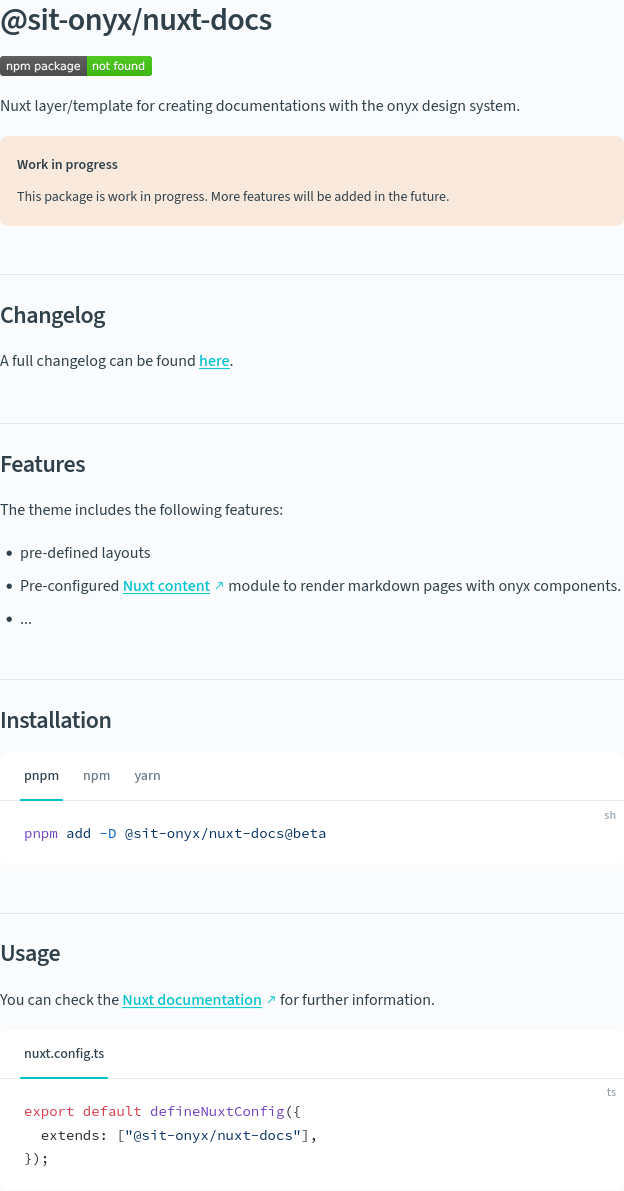 @sit-onyx/nuxt-docs
npm package not found
Nuxt layer/template for creating documentations with the onyx design system.
Work in progress
This package is work in progress. More features will be added in the future.
Changelog
A full changelog can be found here.
Features
The theme includes the following features:
• pre-defined layouts
• Pre-configured Nuxt content ↗ module to render markdown pages with onyx components.
• ...
Installation
pnpm npm yarn
sh
pnpm add -D @sit-onyx/nuxt-docs@beta
Usage
You can check the Nuxt documentation ↗ for further information.
nuxt.config.ts
ts
export default defineNuxtConfig({
  extends: ["@sit-onyx/nuxt-docs"],
});